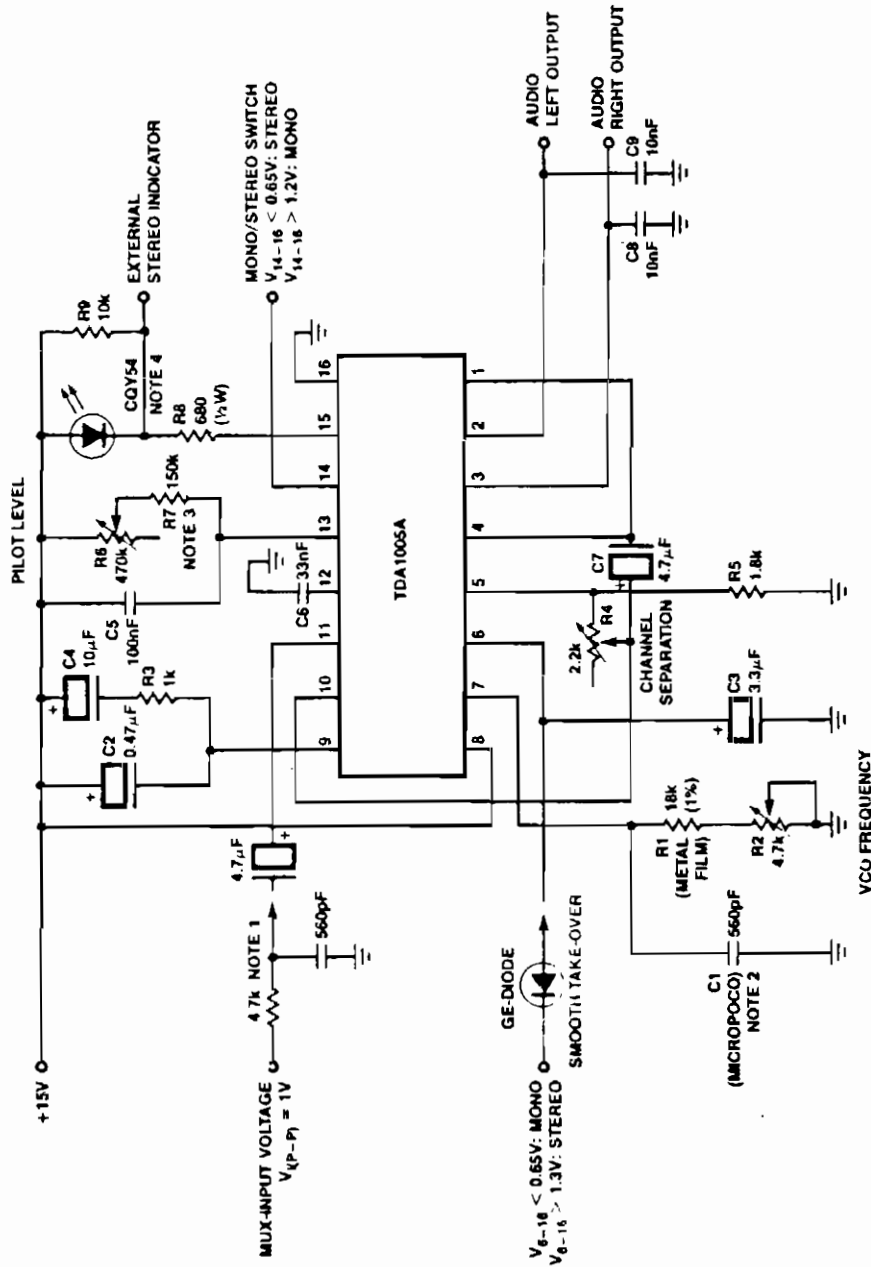 PILOT LEVEL
+15V
C2
0.47µF
C4
10µF
R3
1k
C5
100nF
R6
470k
R7
150k
NOTE 3
CQY54
NOTE 4
R8
680
(½W)
R9
10k
EXTERNAL
STEREO INDICATOR
MONO/STEREO SWITCH
V14-16 < 0.65V: STEREO
V14-16 > 1.2V: MONO
MUX-INPUT VOLTAGE
Vi(P-P) = 1V
47k NOTE 1
560pF
4.7µF
C6
33nF
9
10
11
12
13
14
15
16
TDA1005A
8
7
6
5
4
3
2
1
AUDIO
LEFT OUTPUT
AUDIO
RIGHT OUTPUT
C8
10nF
C9
10nF
C7
4.7µF
R4
2.2k
CHANNEL
SEPARATION
R5
1.8k
C3
3.3µF
GE-DIODE
SMOOTH TAKE-OVER
V6-16 < 0.65V: MONO
V6-16 > 1.3V: STEREO
R1
(METAL
FILM)
18k
(1%)
R2
4.7k
C1
(MICROPOCO)
NOTE 2
560pF
VCO FREQUENCY